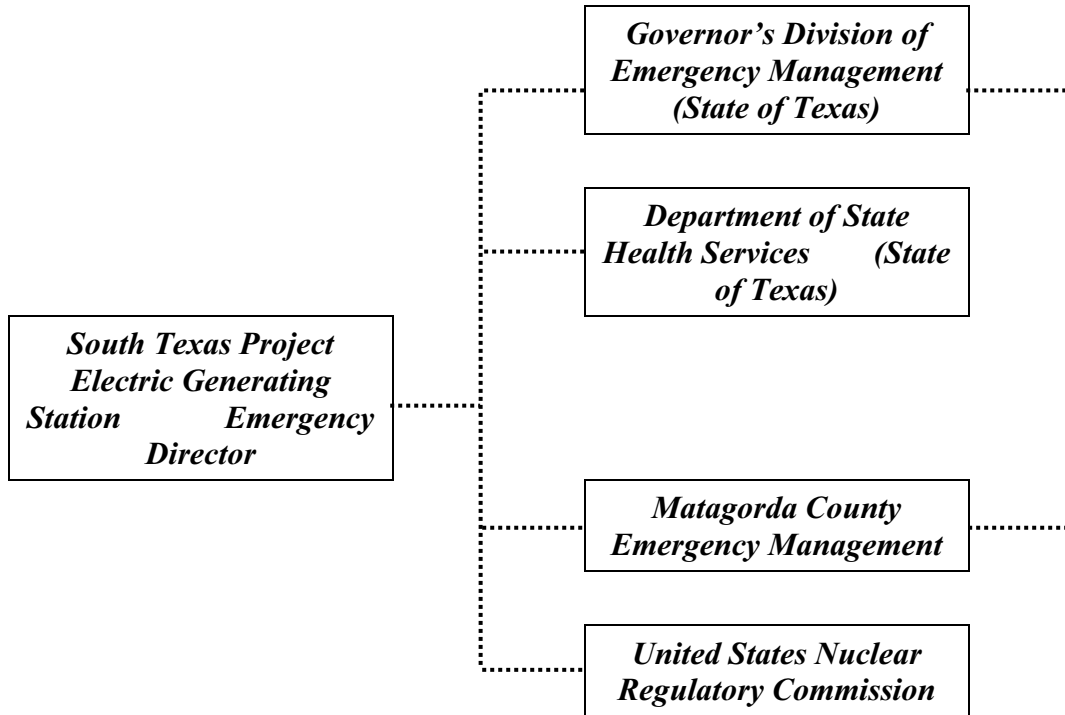 Governor’s Division of
Emergency Management
(State of Texas)
Department of State
Health Services (State
of Texas)
South Texas Project
Electric Generating
Station Emergency
Director
Matagorda County
Emergency Management
United States Nuclear
Regulatory Commission